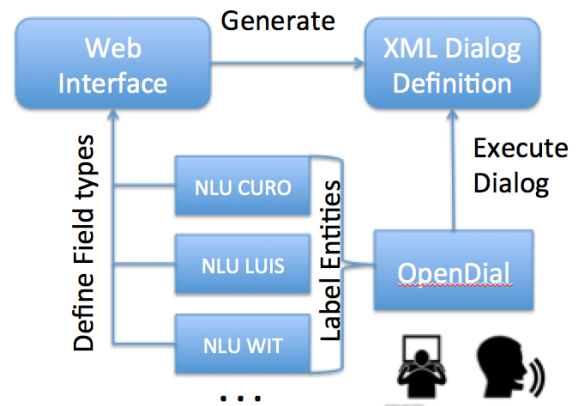 Generate
Web
Interface
XML Dialog
Definition
Define Field types
NLU CURO
NLU LUIS
NLU WIT
Label Entities
Execute
Dialog
OpenDial
. . .